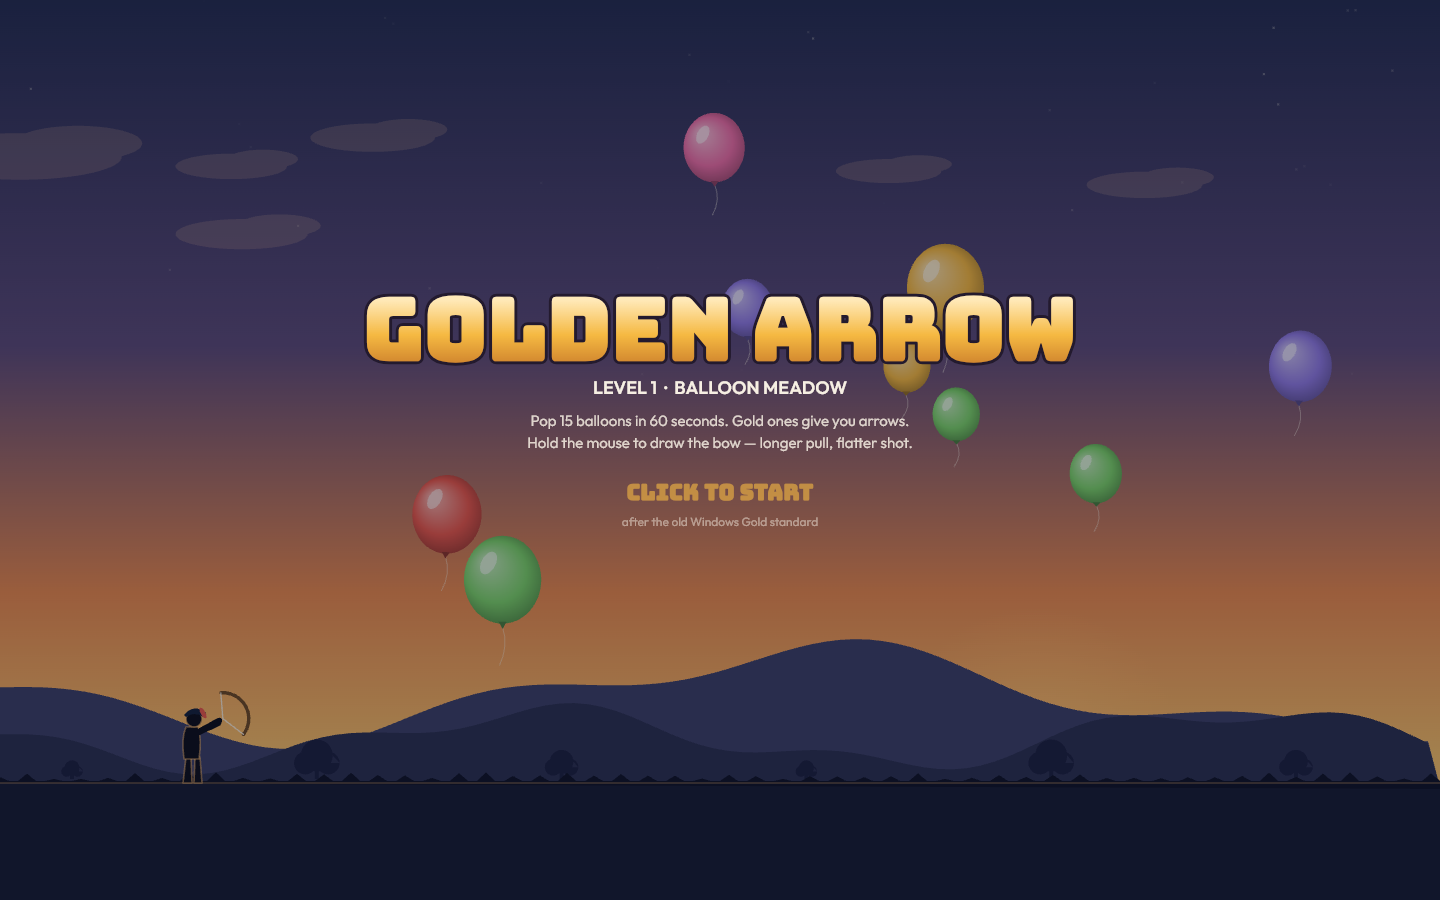 GOLDEN ARROW
LEVEL 1 · BALLOON MEADOW
Pop 15 balloons in 60 seconds. Gold ones give you arrows.
Hold the mouse to draw the bow — longer pull, flatter shot.
CLICK TO START
after the old Windows Gold standard